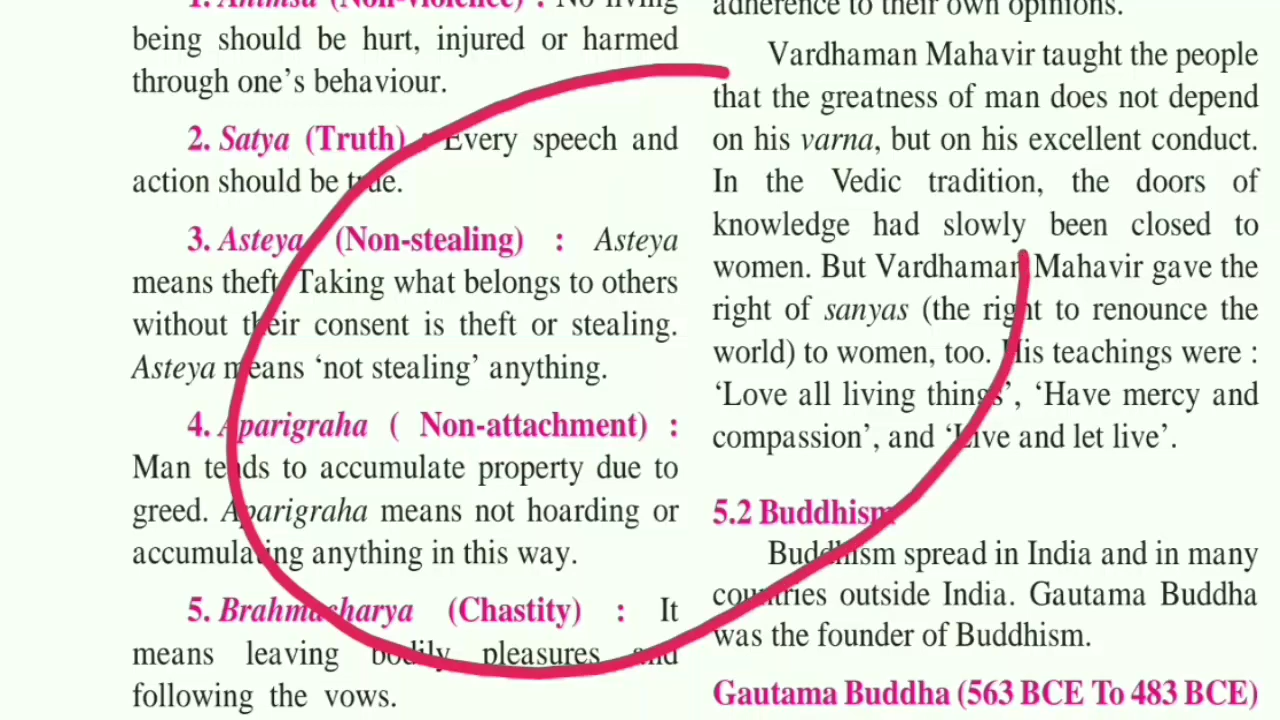 1. Ahimsa (Non-violence) : No living
being should be hurt, injured or harmed
through one's behaviour.
2. Satya (Truth) : Every speech and
action should be true.
3. Asteya (Non-stealing) : Asteya
means theft. Taking what belongs to others
without their consent is theft or stealing.
Asteya means ‘not stealing’ anything.
4. Aparigraha ( Non-attachment) :
Man tends to accumulate property due to
greed. Aparigraha means not hoarding or
accumulating anything in this way.
5. Brahmacharya (Chastity) : It
means leaving bodily pleasures and
following the vows.
adherence to their own opinions.
Vardhaman Mahavir taught the people
that the greatness of man does not depend
on his varna, but on his excellent conduct.
In the Vedic tradition, the doors of
knowledge had slowly been closed to
women. But Vardhaman Mahavir gave the
right of sanyas (the right to renounce the
world) to women, too. His teachings were :
‘Love all living things’, ‘Have mercy and
compassion’, and ‘Live and let live’.
5.2 Buddhism
Buddhism spread in India and in many
countries outside India. Gautama Buddha
was the founder of Buddhism.
Gautama Buddha (563 BCE To 483 BCE)